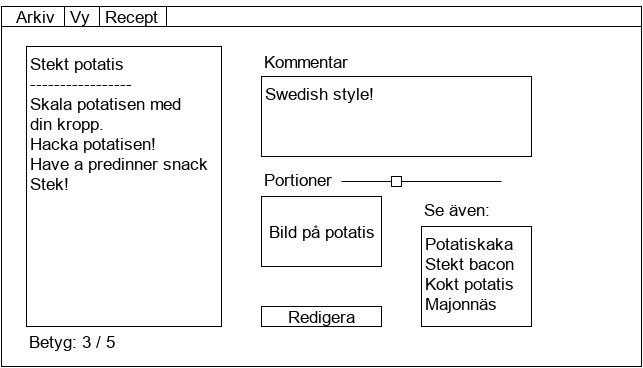 Arkiv Vy Recept
Stekt potatis
-----------------
Skala potatisen med
din kropp.
Hacka potatisen!
Have a predinner snack
Stek!
Betyg: 3 / 5
Kommentar
Swedish style!
Portioner
Bild på potatis
Redigera
Se även:
Potatiskaka
Stekt bacon
Kokt potatis
Majonnäs